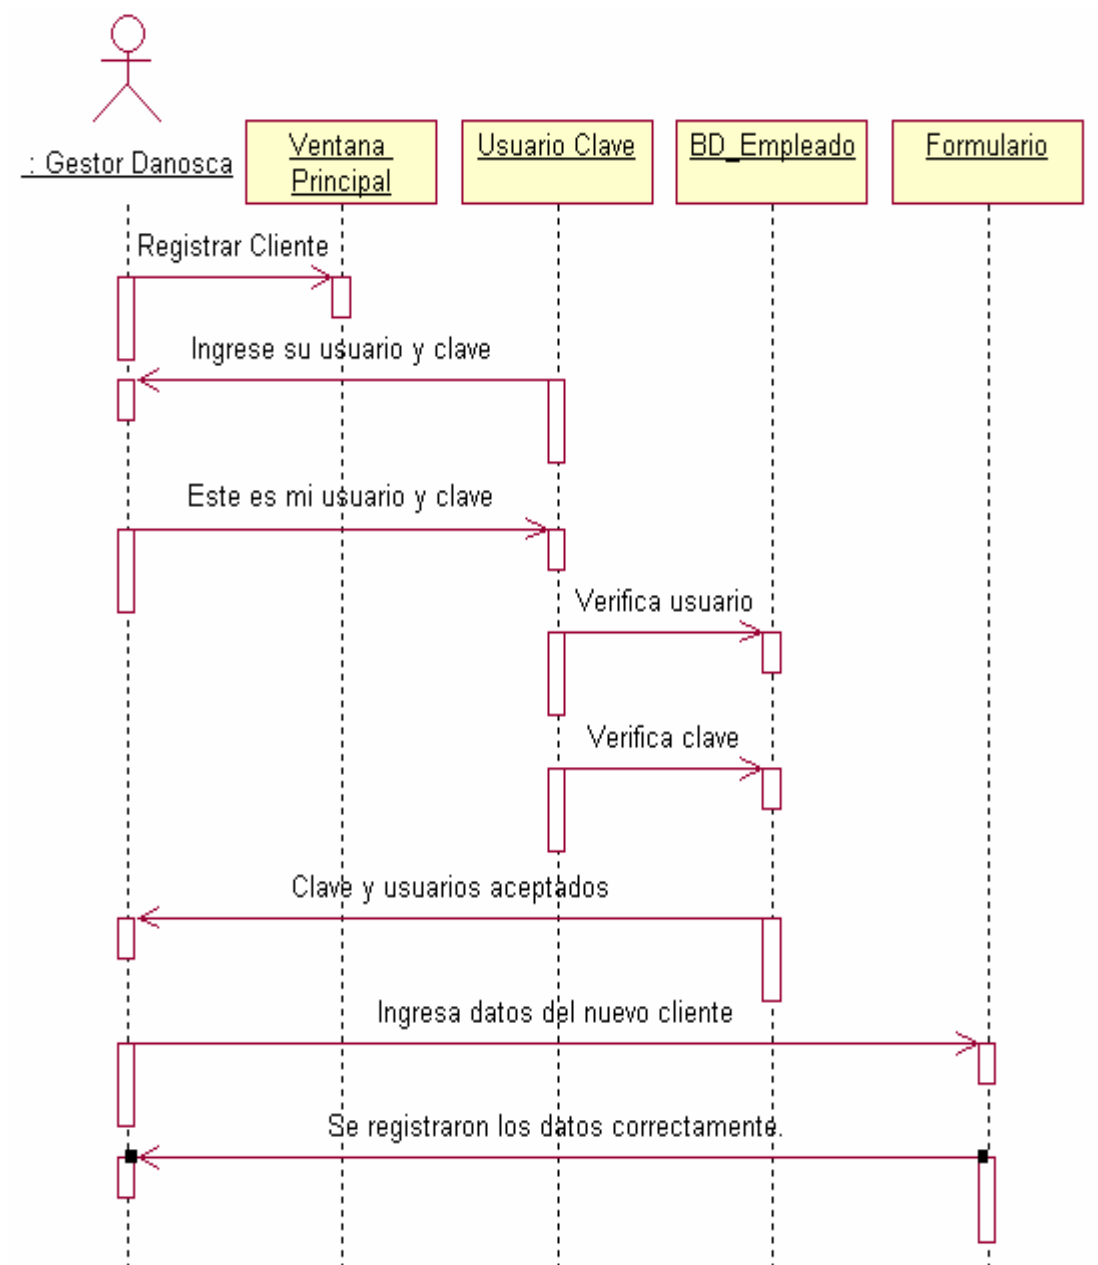 : Gestor Danosca
Ventana
Principal
Usuario Clave
BD_Empleado
Formulario
Registrar Cliente
Ingrese su usuario y clave
Este es mi usuario y clave
Verifica usuario
Verifica clave
Clave y usuarios aceptados
Ingresa datos del nuevo cliente
Se registraron los datos correctamente.